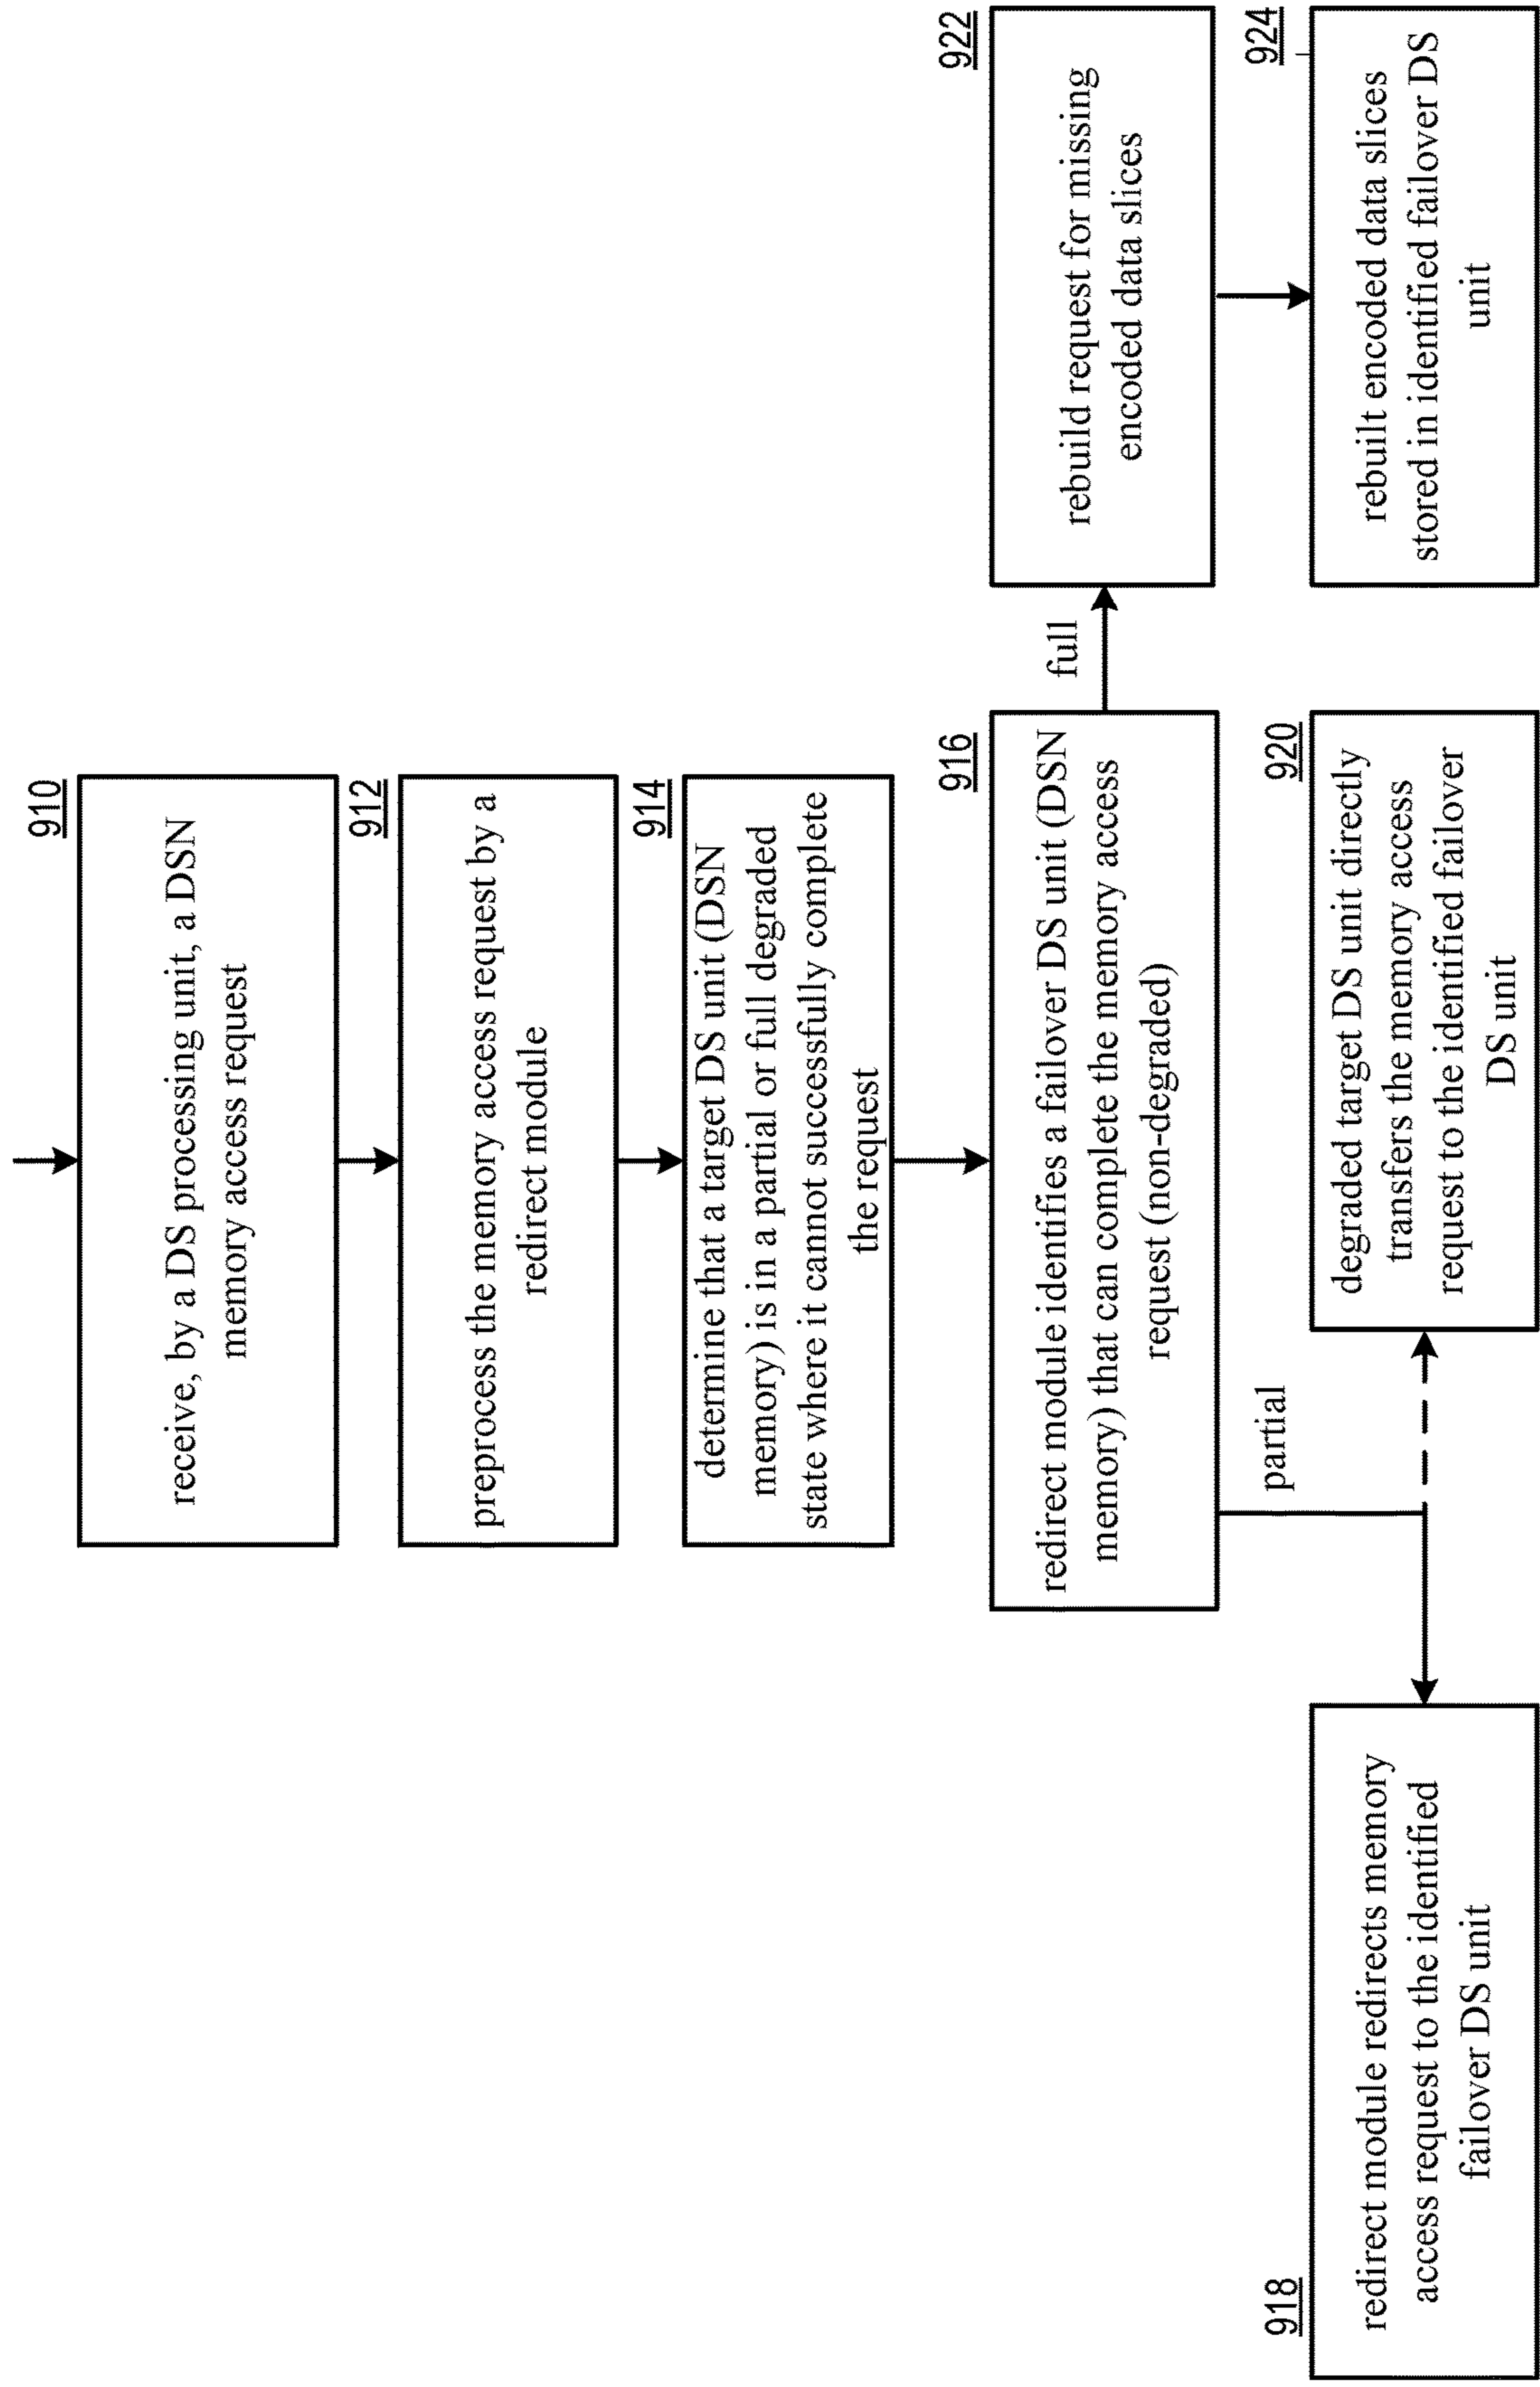 910
receive, by a DS processing unit, a DSN
memory access request
912
preprocess the memory access request by a
redirect module
914
determine that a target DS unit (DSN
memory) is in a partial or full degraded
state where it cannot successfully complete
the request
916
redirect module identifies a failover DS unit (DSN
memory) that can complete the memory access
request (non-degraded)
full
922
rebuild request for missing
encoded data slices
partial
918
redirect module redirects memory
access request to the identified
failover DS unit
920
degraded target DS unit directly
transfers the memory access
request to the identified failover
DS unit
924
rebuilt encoded data slices
stored in identified failover DS
unit